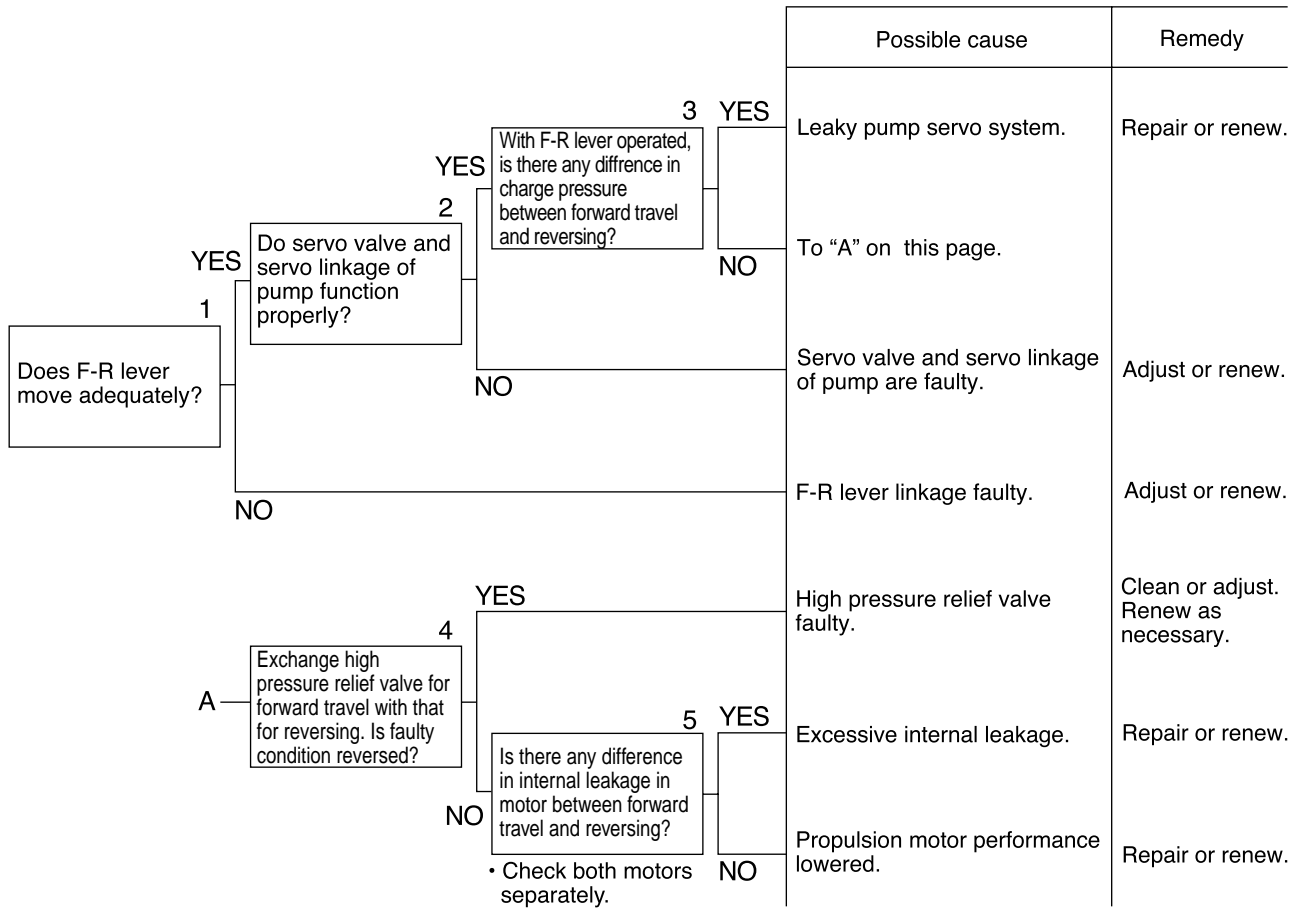 Possible cause
Remedy
3
YES
With F-R lever operated,
is there any diffrence in
charge pressure
between forward travel
and reversing?
Leaky pump servo system.
Repair or renew.
YES
2
Do servo valve and
servo linkage of
pump function
properly?
To “A” on this page.
NO
YES
1
Does F-R lever
move adequately?
Servo valve and servo linkage
of pump are faulty.
Adjust or renew.
NO
F-R lever linkage faulty.
Adjust or renew.
NO
YES
High pressure relief valve
faulty.
Clean or adjust.
Renew as
necessary.
4
A
Exchange high
pressure relief valve for
forward travel with that
for reversing. Is faulty
condition reversed?
5
YES
Excessive internal leakage.
Repair or renew.
NO
Is there any difference
in internal leakage in
motor between forward
travel and reversing?
Propulsion motor performance
lowered.
Repair or renew.
NO
• Check both motors
separately.